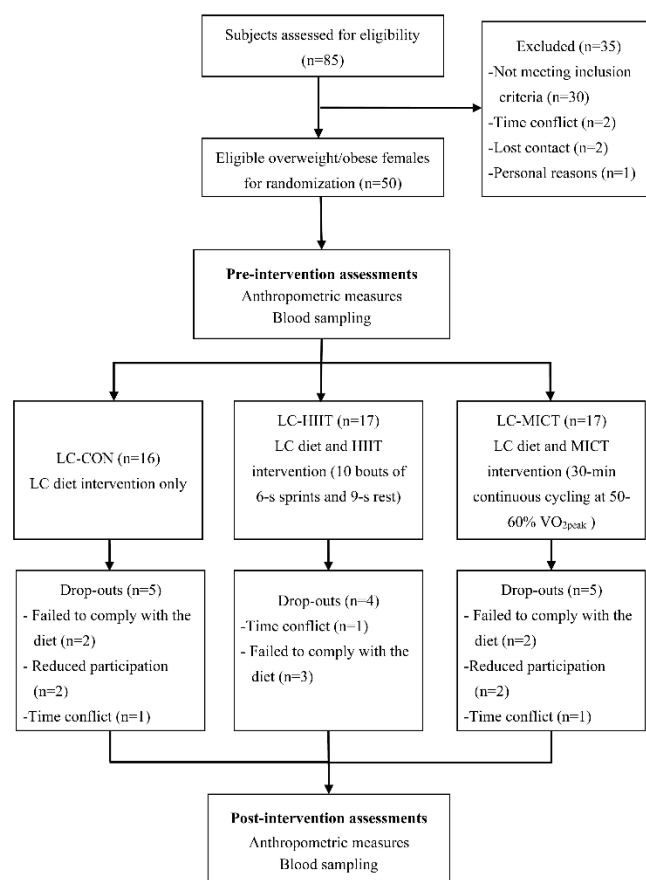 Subjects assessed for eligibility
(n=85)
Excluded (n=35)
-Not meeting inclusion
criteria (n=30)
-Time conflict (n=2)
-Lost contact (n=2)
-Personal reasons (n=1)
Eligible overweight/obese females
for randomization (n=50)
Pre-intervention assessments
Anthropometric measures
Blood sampling
LC-CON (n=16)
LC diet intervention only
LC-HIIT (n=17)
LC diet and HIIT
intervention (10 bouts of
6-s sprints and 9-s rest)
LC-MICT (n=17)
LC diet and MICT
intervention (30-min
continuous cycling at 50-
60% VO2peak )
Drop-outs (n=5)
- Failed to comply with the
diet (n=2)
- Reduced participation
(n=2)
-Time conflict (n=1)
Drop-outs (n=4)
-Time conflict (n=1)
- Failed to comply with the
diet (n=3)
Drop-outs (n=5)
- Failed to comply with the
diet (n=2)
-Reduced participation
(n=2)
-Time conflict (n=1)
Post-intervention assessments
Anthropometric measures
Blood sampling